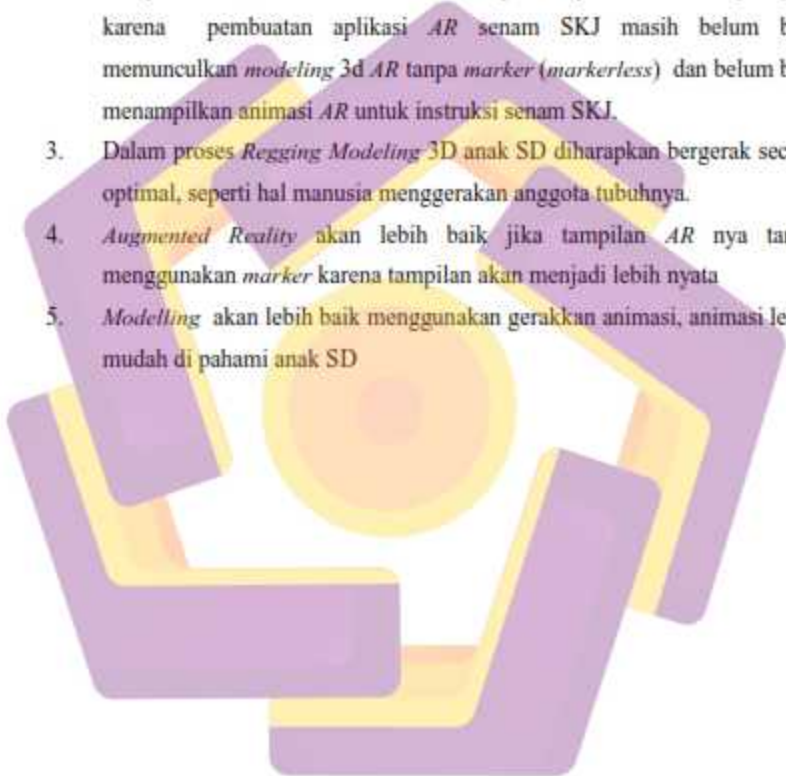 karena pembuatan aplikasi AR senam SKJ masih belum b
memunculkan modeling 3d AR tanpa marker (markerless) dan belum b
menampilkan animasi AR untuk instruksi senam SKJ.
3. Dalam proses Regging Modeling 3D anak SD diharapkan bergerak sec
optimal, seperti hal manusia menggerakan anggota tubuhnya.
4. Augmented Reality akan lebih baik jika tampilan AR nya tan
menggunakan marker karena tampilan akan menjadi lebih nyata
5. Modelling akan lebih baik menggunakan gerakkan animasi, animasi le
mudah di pahami anak SD